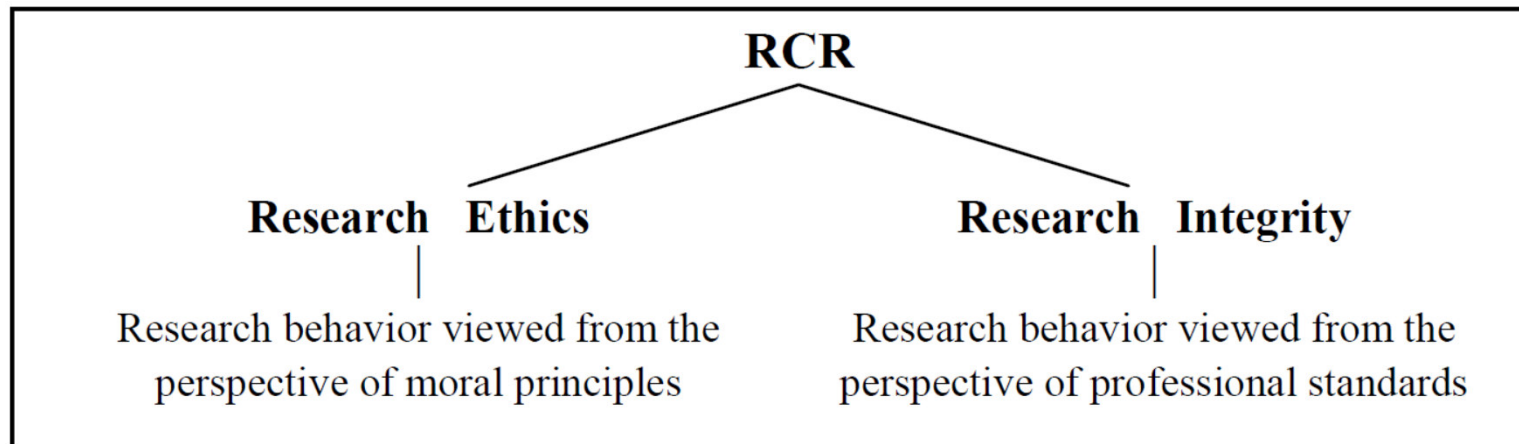 RCR
Research Ethics
Research Integrity
Research behavior viewed from the
perspective of moral principles
Research behavior viewed from the
perspective of professional standards